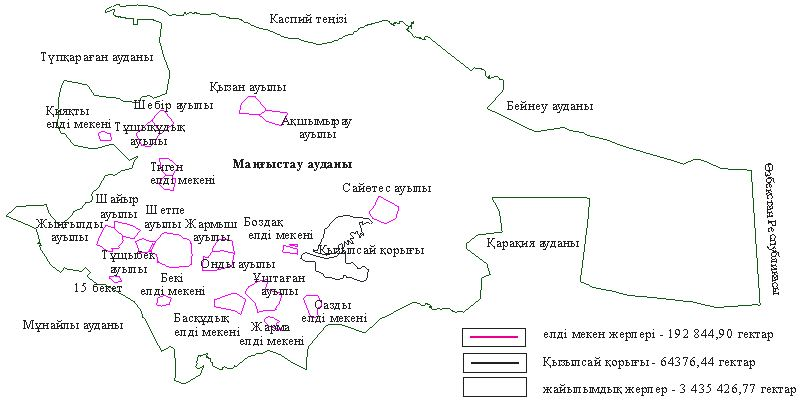 Каспий теңізі
Түпқараған ауданы
Қызан ауылы
Шебір ауылы
Бейнеу ауданы
Қияқты
елді мекені
Тұщықұдық
ауылы
Ақшымырау
ауылы
Тиген
елді мекені
Маңғыстау ауданы
Өзбекстан Республикасы
Сайөтес ауылы
Шайыр
ауылы
Шетпе
ауылы
Жыңғылды
ауылы
Жармыш
ауылы
Боздақ
елді мекені
Қызылсай қорығы
Қарақия ауданы
Тұщыбек
ауылы
Онды ауылы
15 бекет
Бекі
елді мекені
Ұштаған
ауылы
Сазды
елді мекені
Басқұдық
елді мекені
Жарма
елді мекені
Мұнайлы ауданы
елді мекен жерлері - 192 844,90 гектар
Қызылсай қорығы - 64376,44 гектар
жайылымдық жерлер - 3 435 426,77 гектар